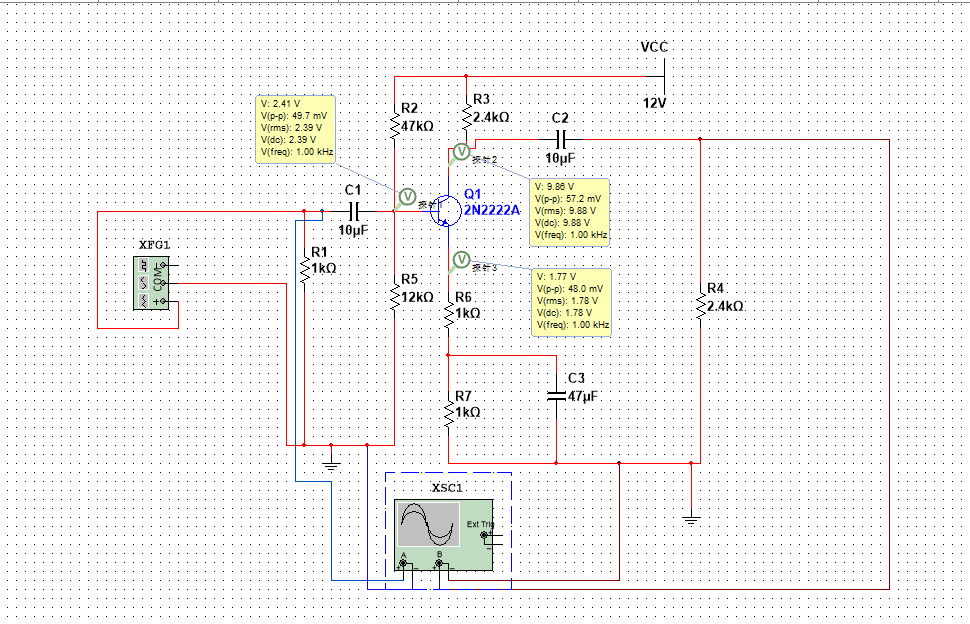 VCC
12V
R3
2.4kΩ
R2
47kΩ
C2
10µF
V: 2.41 V
V(p-p): 49.7 mV
V(rms): 2.39 V
V(dc): 2.39 V
V(freq): 1.00 kHz
探针2
V: 9.86 V
V(p-p): 57.2 mV
V(rms): 9.88 V
V(dc): 9.88 V
V(freq): 1.00 kHz
C1
10µF
探针
Q1
2N2222A
XFG1
COM
R1
1kΩ
R5
12kΩ
探针3
V: 1.77 V
V(p-p): 48.0 mV
V(rms): 1.78 V
V(dc): 1.78 V
V(freq): 1.00 kHz
R6
1kΩ
R4
2.4kΩ
R7
1kΩ
C3
47µF
XSC1
Ext Trig
A
B